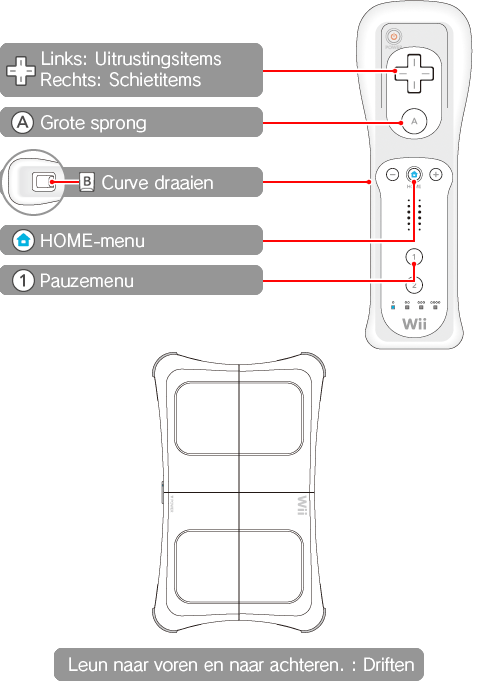 Links: Uitrustingsitems
Rechts: Schietitems
A Grote sprong
B Curve draaien
HOME-menu
1 Pauzemenu
POWER
A
HOME
1
2
Wii
Wii
Leun naar voren en naar achteren. : Driften